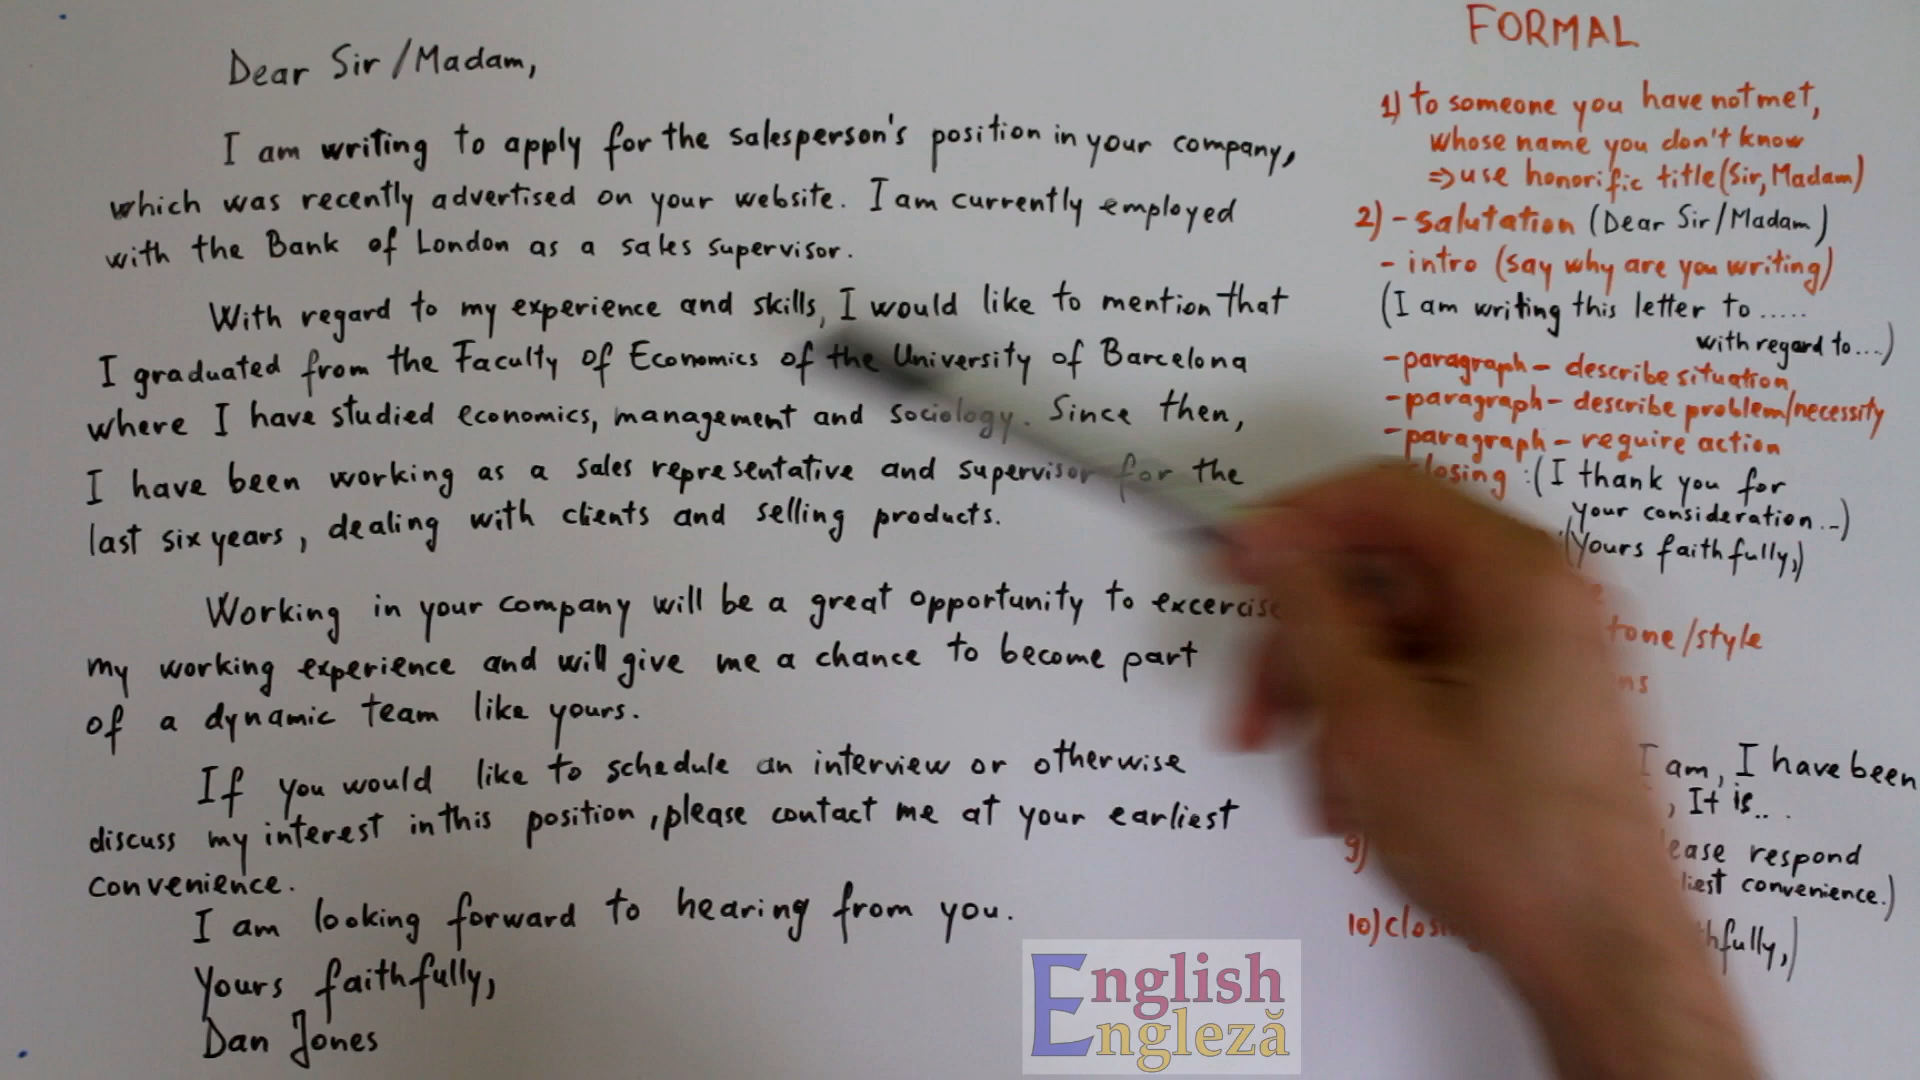 Dear Sir/Madam,
I am writing to apply for the salesperson's position in your company,
which was recently advertised on your website. I am currently employed
with the Bank of London as a sales supervisor.
With regard to my experience and skills, I would like to mention that
I graduated from the Faculty of Economics of the University of Barcelona
where I have studied economics, management and sociology. Since then,
I have been working as a sales representative and supervisor for the
last six years, dealing with clients and selling products.
Working in your company will be a great opportunity to excercise
my working experience and will give me a chance to become part
of a dynamic team like yours.
If you would like to schedule an interview or otherwise
discuss my interest in this position, please contact me at your earliest
convenience.
I am looking forward to hearing from you.
Yours faithfully,
Dan Jones
FORMAL
1) to someone you have not met,
whose name you don't know
⇒ use honorific title (Sir, Madam)
2) - salutation (Dear Sir/Madam)
- intro (say why are you writing)
(I am writing this letter to .....
with regard to...)
- paragraph - describe situation
- paragraph - describe problem/necessity
- paragraph - require action
closing : (I thank you for
your consideration...)
(Yours faithfully,)
tone/style
I am, I have been
, It is...
9)
respond
convenience.)
10) closing
English
Engleză